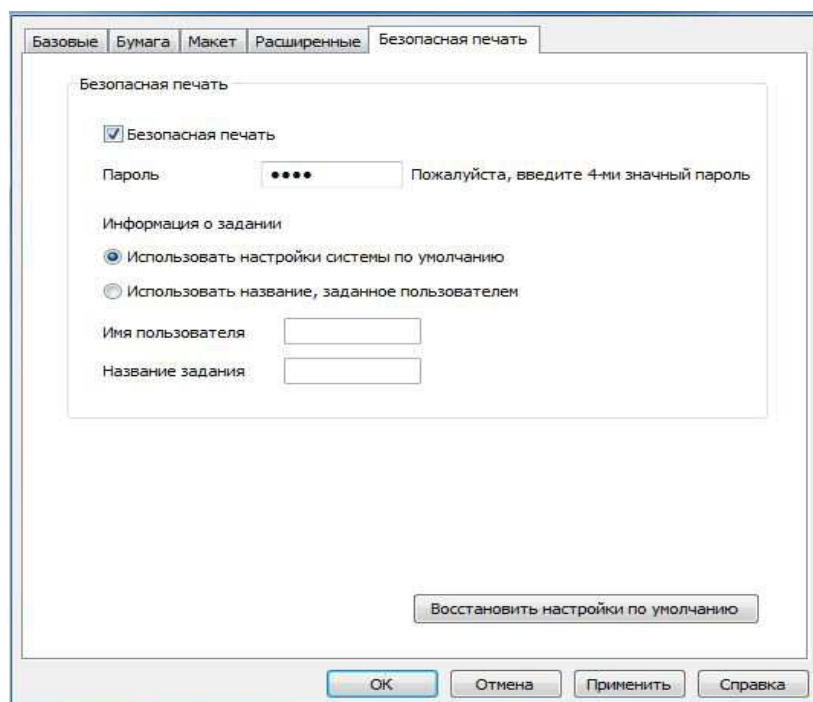 Базовые Бумага Макет Расширенные Безопасная печать
Безопасная печать
Безопасная печать
Пароль •••• Пожалуйста, введите 4-ми значный пароль
Информация о задании
Использовать настройки системы по умолчанию
Использовать название, заданное пользователем
Имя пользователя
Название задания
Восстановить настройки по умолчанию
ОК Отмена Применить Справка